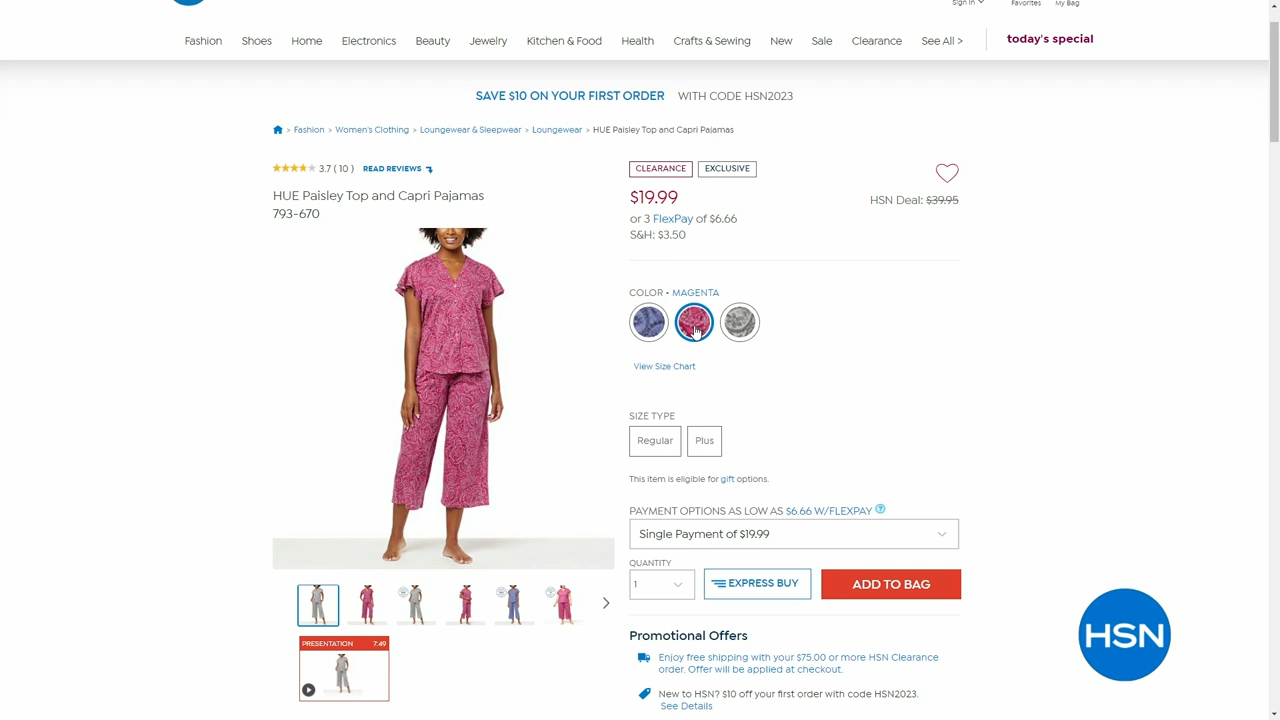 Sign In
Favorites
My Bag
Fashion
Shoes
Home
Electronics
Beauty
Jewelry
Kitchen & Food
Health
Crafts & Sewing
New
Sale
Clearance
See All >
today's special
SAVE $10 ON YOUR FIRST ORDER WITH CODE HSN2023
> Fashion > Women's Clothing > Loungewear & Sleepwear > Loungewear > HUE Paisley Top and Capri Pajamas
3.7 ( 10 ) READ REVIEWS
HUE Paisley Top and Capri Pajamas
793-670
CLEARANCE
EXCLUSIVE
$19.99
HSN Deal: $39.95
or 3 FlexPay of $6.66
S&H: $3.50
COLOR • MAGENTA
View Size Chart
SIZE TYPE
Regular
Plus
This item is eligible for gift options.
PAYMENT OPTIONS AS LOW AS $6.66 W/FLEXPAY ?
Single Payment of $19.99
QUANTITY
1
EXPRESS BUY
ADD TO BAG
PRESENTATION 7:49
Promotional Offers
Enjoy free shipping with your $75.00 or more HSN Clearance
order. Offer will be applied at checkout.
New to HSN? $10 off your first order with code HSN2023.
See Details
HSN